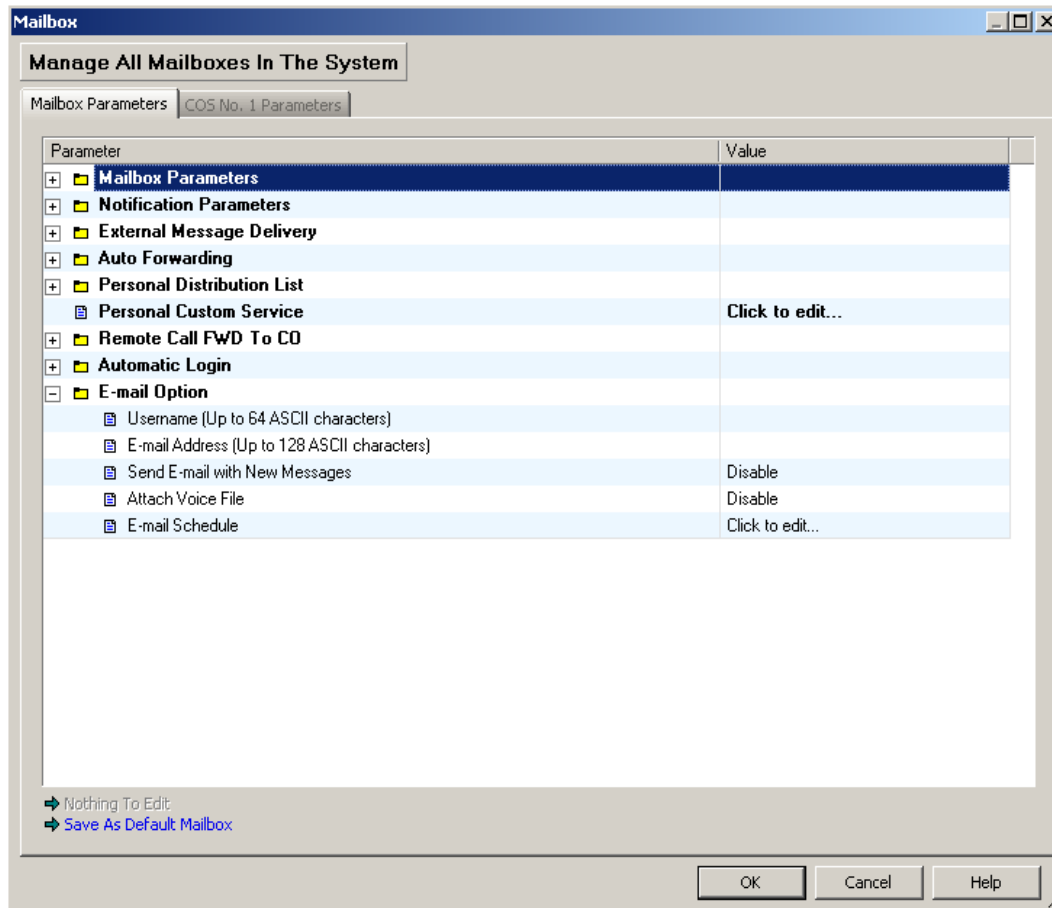 Mailbox
Manage All Mailboxes In The System
Mailbox Parameters COS No. 1 Parameters
Parameter Value
Mailbox Parameters
Notification Parameters
External Message Delivery
Auto Forwarding
Personal Distribution List
Personal Custom Service Click to edit...
Remote Call FWD To CO
Automatic Login
E-mail Option
Username (Up to 64 ASCII characters)
E-mail Address (Up to 128 ASCII characters)
Send E-mail with New Messages Disable
Attach Voice File Disable
E-mail Schedule Click to edit...
Nothing To Edit
Save As Default Mailbox
OK Cancel Help